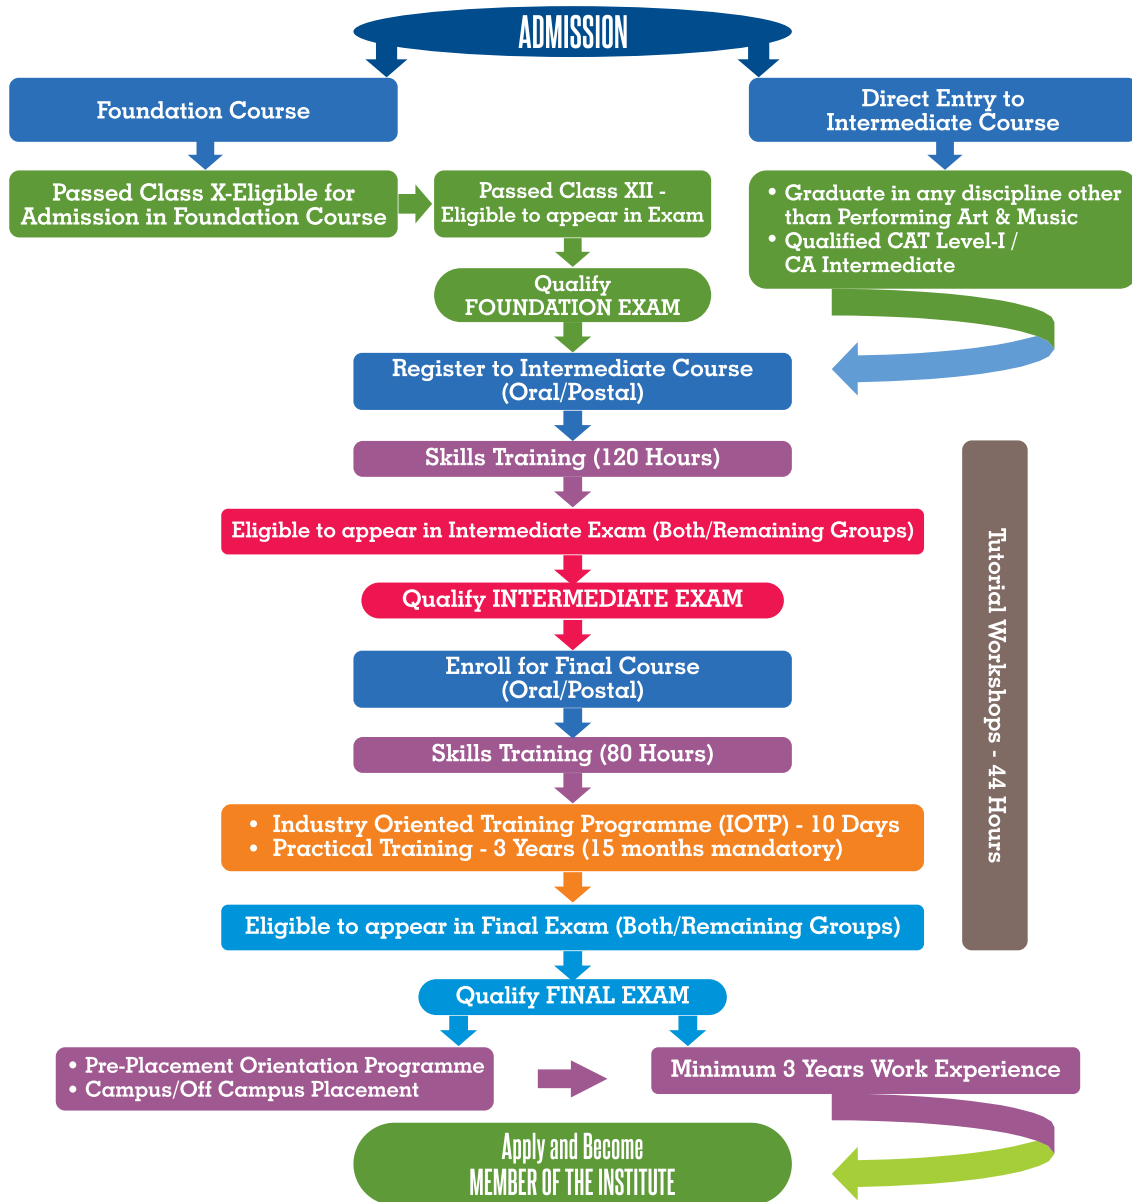 ADMISSION
Foundation Course
Direct Entry to
Intermediate Course
Passed Class X-Eligible for
Admission in Foundation Course
Passed Class XII -
Eligible to appear in Exam
• Graduate in any discipline other
than Performing Art & Music
• Qualified CAT Level-I /
CA Intermediate
Qualify
FOUNDATION EXAM
Register to Intermediate Course
(Oral/Postal)
Skills Training (120 Hours)
Eligible to appear in Intermediate Exam (Both/Remaining Groups)
Qualify INTERMEDIATE EXAM
Enroll for Final Course
(Oral/Postal)
Skills Training (80 Hours)
• Industry Oriented Training Programme (IOTP) - 10 Days
• Practical Training - 3 Years (15 months mandatory)
Eligible to appear in Final Exam (Both/Remaining Groups)
Tutorial Workshops - 44 Hours
Qualify FINAL EXAM
• Pre-Placement Orientation Programme
• Campus/Off Campus Placement
Minimum 3 Years Work Experience
Apply and Become
MEMBER OF THE INSTITUTE